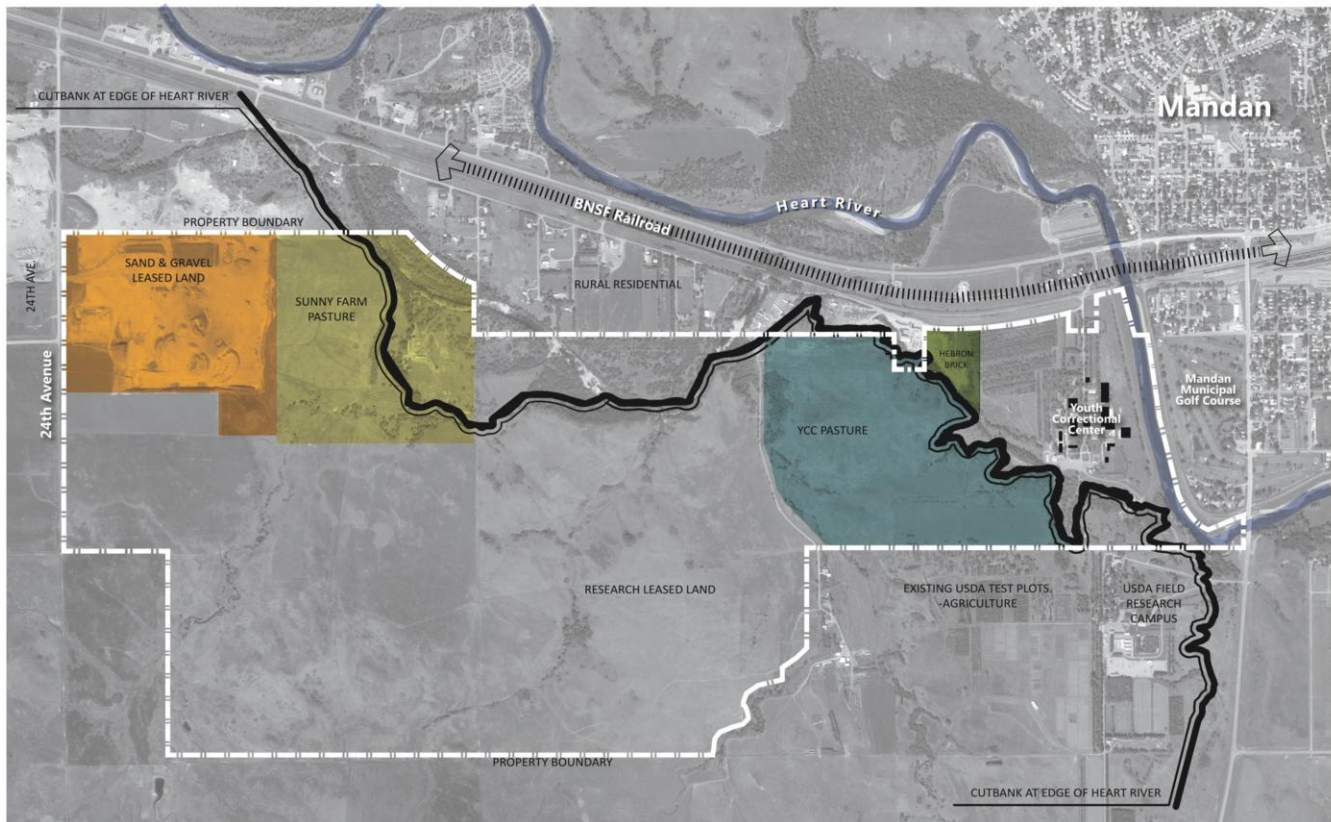 Mandan
CUTBANK AT EDGE OF HEART RIVER
BNSF Railroad
Heart River
PROPERTY BOUNDARY
24TH AVE.
SAND & GRAVEL
LEASED LAND
SUNNY FARM
PASTURE
RURAL RESIDENTIAL
HEBRON
BRICK
24th Avenue
Mandan
Municipal
Golf Course
Youth
Correctional
Center
YCC PASTURE
RESEARCH LEASED LAND
EXISTING USDA TEST PLOTS.
-AGRICULTURE
USDA FIELD
RESEARCH
CAMPUS
PROPERTY BOUNDARY
CUTBANK AT EDGE OF HEART RIVER